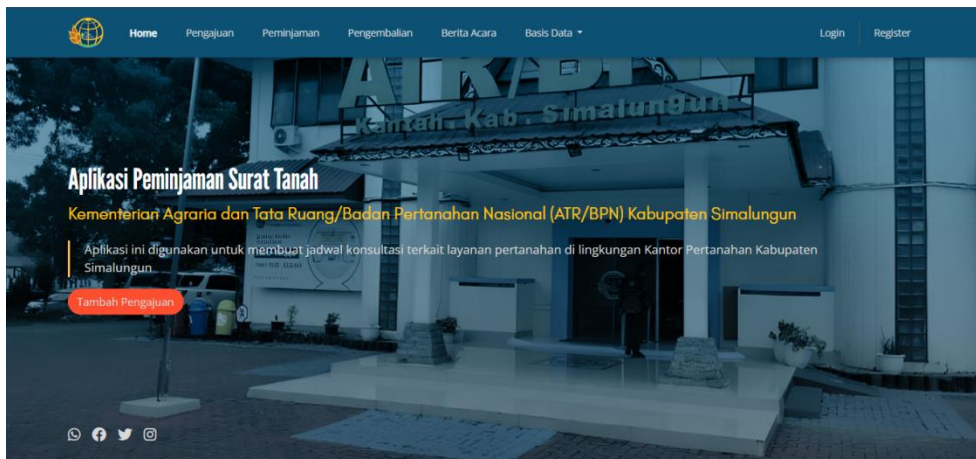 Home Pengajuan Peminjaman Pengembalian Berita Acara Basis Data Login Register
ATR/BPN
Kantah. Kab. Simalungun
Aplikasi Peminjaman Surat Tanah
Kementerian Agraria dan Tata Ruang/Badan Pertanahan Nasional (ATR/BPN) Kabupaten Simalungun
Aplikasi ini digunakan untuk membuat jadwal konsultasi terkait layanan pertanahan di lingkungan Kantor Pertanahan Kabupaten
Simalungun
Tambah Pengajuan